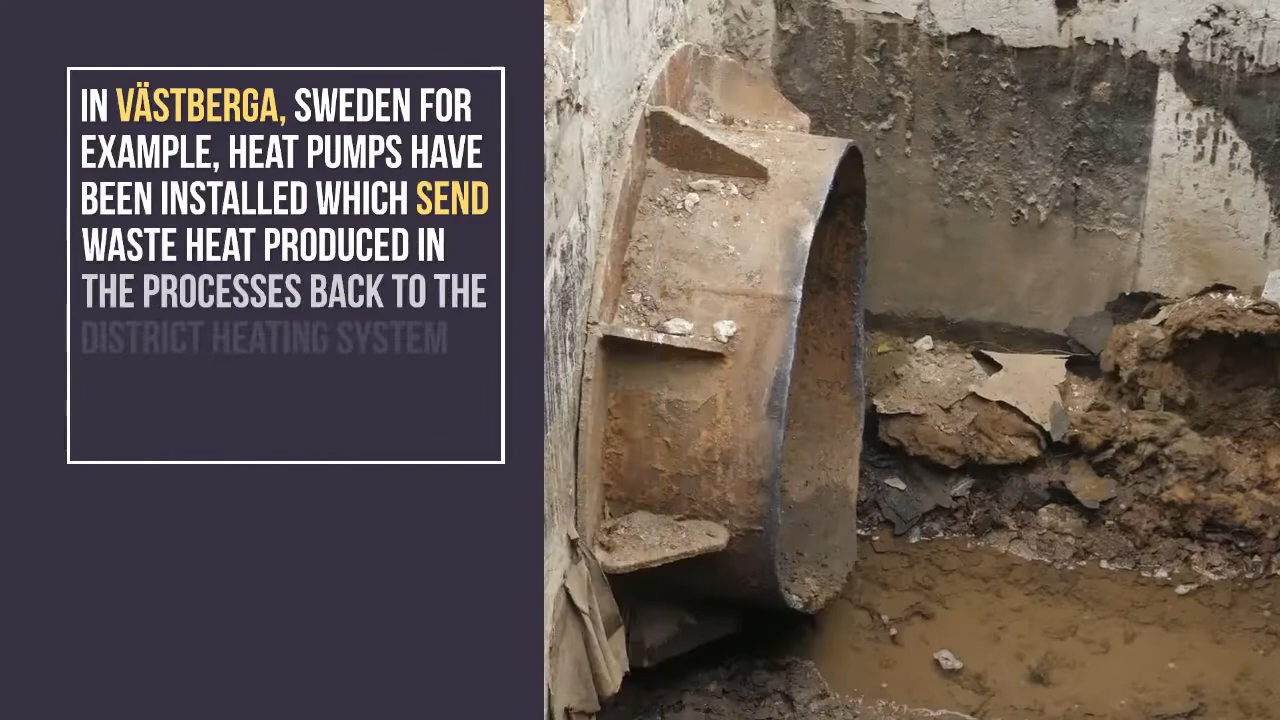 IN VÄSTBERGA, SWEDEN FOR
EXAMPLE, HEAT PUMPS HAVE
BEEN INSTALLED WHICH SEND
WASTE HEAT PRODUCED IN
THE PROCESSES BACK TO THE
DISTRICT HEATING SYSTEM